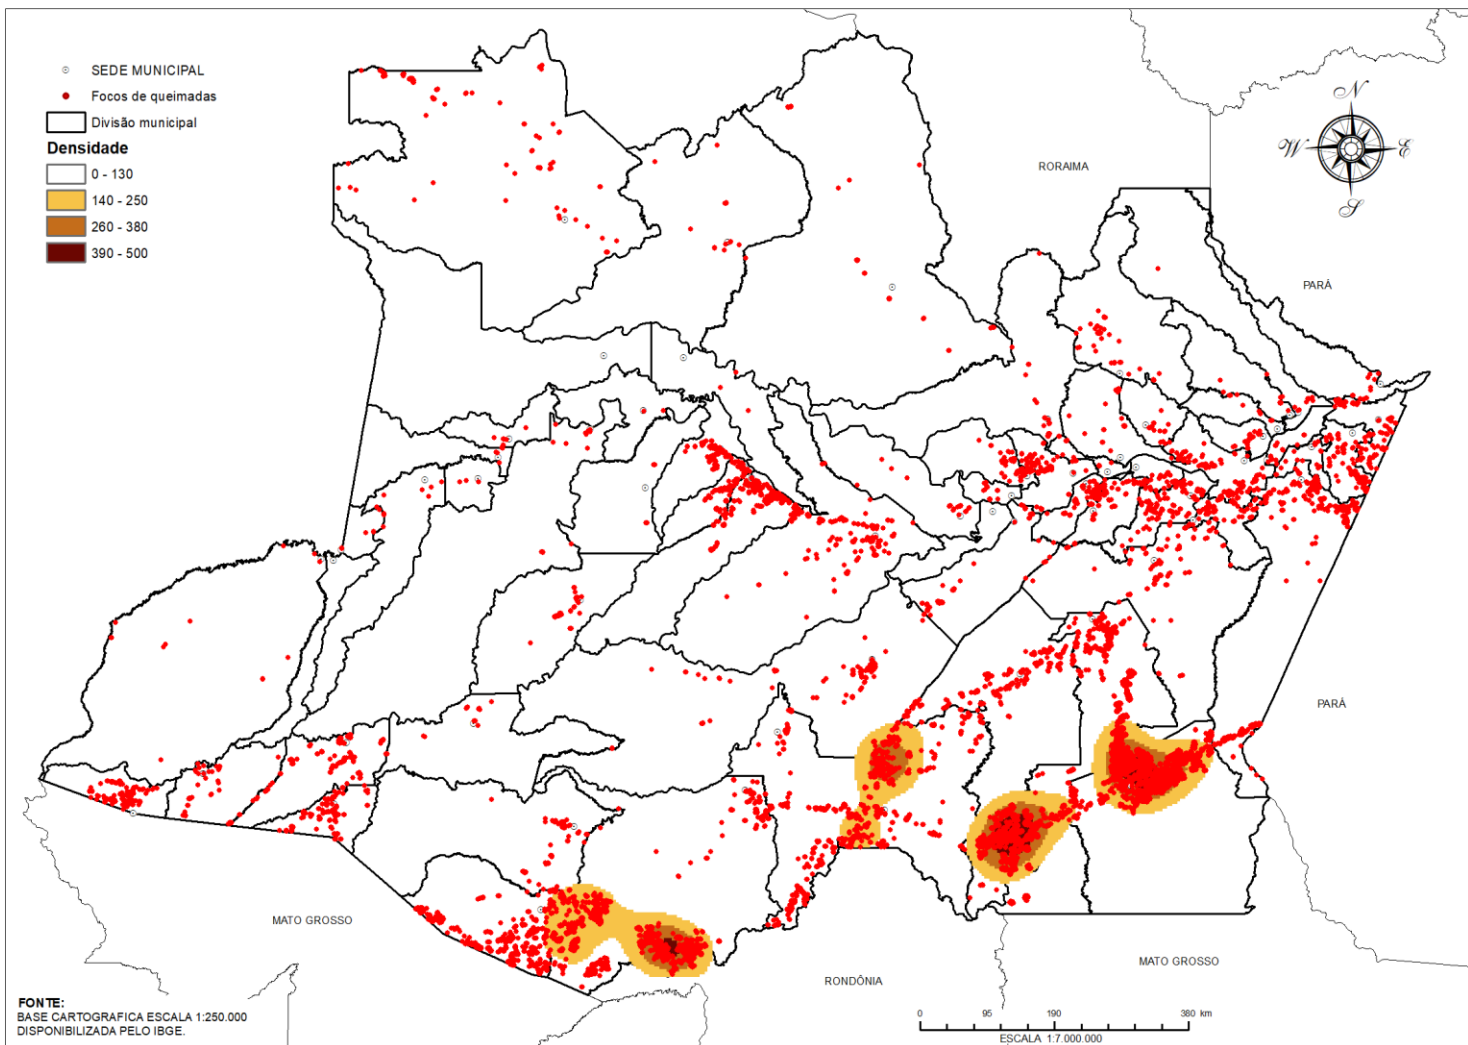 SEDE MUNICIPAL
Focos de queimadas
Divisão municipal
Densidade
0 - 130
140 - 250
260 - 380
390 - 500
N
W
E
S
RORAIMA
PARÁ
PARÁ
MATO GROSSO
RONDÔNIA
MATO GROSSO
FONTE:
BASE CARTOGRAFICA ESCALA 1:250.000
DISPONIBILIZADA PELO IBGE.
0 95 190 380 km
ESCALA 1:7.000.000